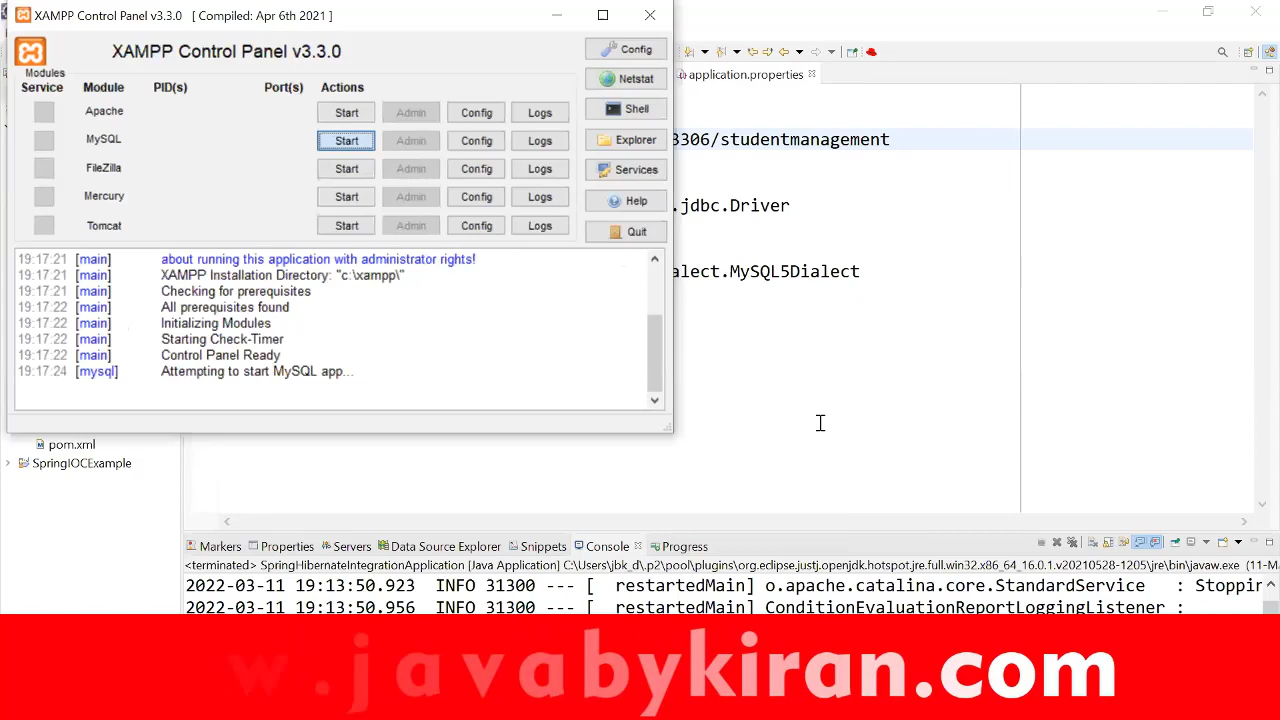 XAMPP Control Panel v3.3.0 [ Compiled: Apr 6th 2021 ]
XAMPP Control Panel v3.3.0
Config
Modules
Service Module PID(s) Port(s) Actions
Netstat
Apache Start Admin Config Logs
Shell
MySQL Start Admin Config Logs
Explorer
FileZilla Start Admin Config Logs
Services
Mercury Start Admin Config Logs
Help
Tomcat Start Admin Config Logs
Quit
about running this application with administrator rights!
19:17:21 [main]
19:17:21 [main] XAMPP Installation Directory: "c:\xampp\"
19:17:21 [main] Checking for prerequisites
19:17:22 [main] All prerequisites found
19:17:22 [main] Initializing Modules
19:17:22 [main] Starting Check-Timer
19:17:22 [main] Control Panel Ready
19:17:24 [mysql] Attempting to start MySQL app...
application.properties
3306/studentmanagement
.jdbc.Driver
alect.MySQL5Dialect
pom.xml
SpringIOCExample
Markers Properties Servers Data Source Explorer Snippets Console Progress
<terminated> SpringHibernateIntegrationApplication [Java Application] C:\Users\jbk_d\.p2\pool\plugins\org.eclipse.justj.openjdk.hotspot.jre.full.win32.x86_64_16.0.1.v20210528-1205\jre\bin\javaw.exe (11-M
2022-03-11 19:13:50.923 INFO 31300 --- [ restartedMain] o.apache.catalina.core.StandardService : Stoppin
2022-03-11 19:13:50.956 INFO 31300 --- [ restartedMain] ConditionEvaluationReportLoggingListener :
w.javabykiran.com